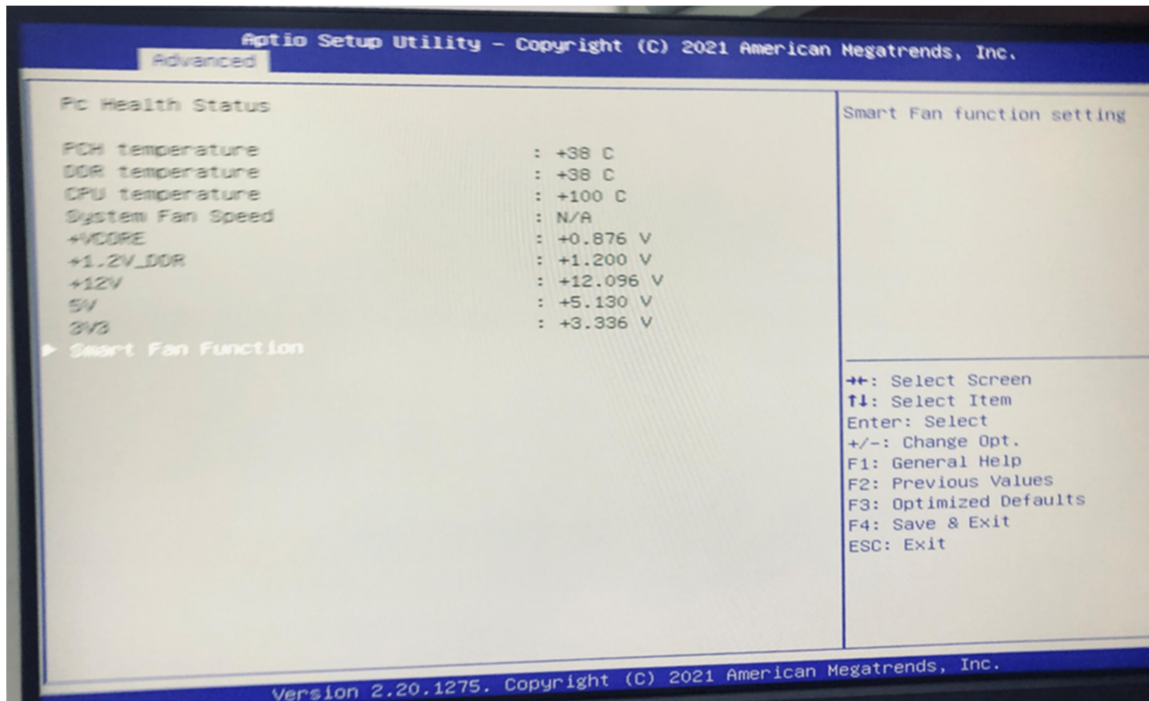 Aptio Setup Utility - Copyright (C) 2021 American Megatrends, Inc.
Advanced
Pc Health Status
PCH temperature : +38 C
DDR temperature : +38 C
CPU temperature : +100 C
System Fan Speed : N/A
+VCORE : +0.876 V
+1.2V_DDR : +1.200 V
+12V : +12.096 V
5V : +5.130 V
3V3 : +3.336 V
► Smart Fan Function
Smart Fan function setting
→←: Select Screen
↑↓: Select Item
Enter: Select
+/-: Change Opt.
F1: General Help
F2: Previous Values
F3: Optimized Defaults
F4: Save & Exit
ESC: Exit
Version 2.20.1275. Copyright (C) 2021 American Megatrends, Inc.